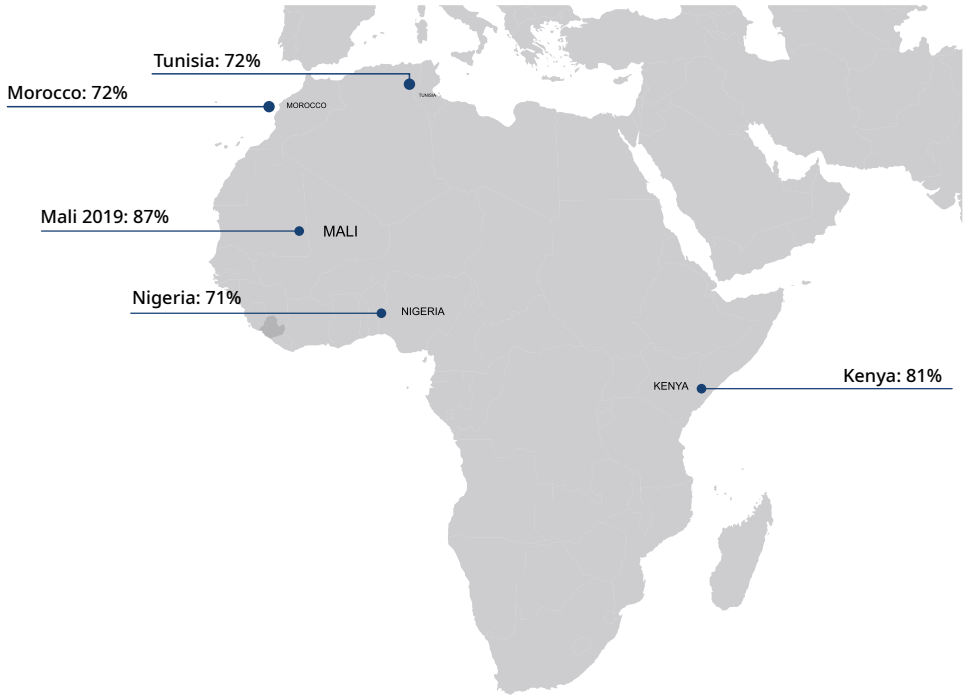 Tunisia: 72%
Morocco: 72%
TUNISIA
MOROCCO
Mali 2019: 87%
MALI
Nigeria: 71%
NIGERIA
Kenya: 81%
KENYA